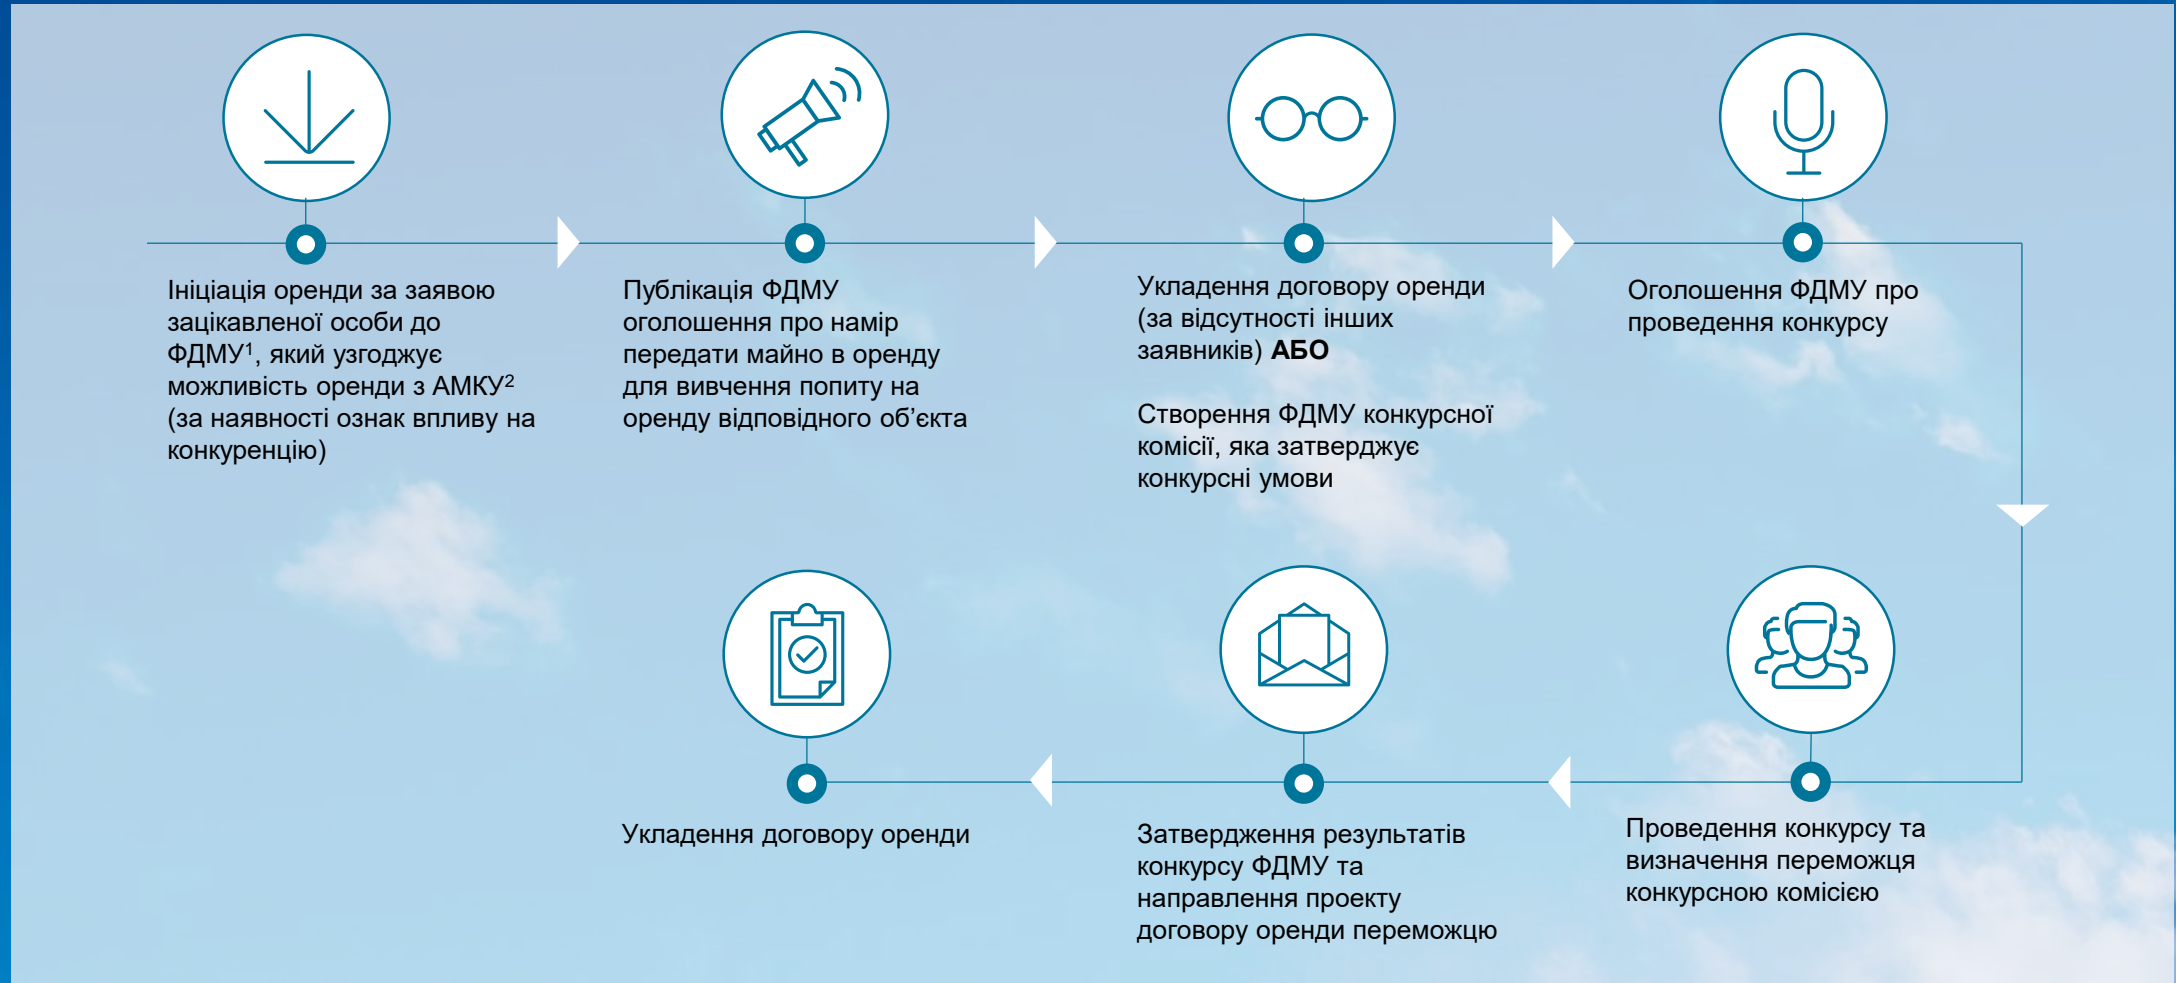 Ініціація оренди за заявою
зацікавленої особи до
ФДМУ¹, який узгоджує
можливість оренди з АМКУ²
(за наявності ознак впливу на
конкуренцію)
Публікація ФДМУ
оголошення про намір
передати майно в оренду
для вивчення попиту на
оренду відповідного об’єкта
Укладення договору оренди
(за відсутності інших
заявників) АБО
Створення ФДМУ конкурсної
комісії, яка затверджує
конкурсні умови
Оголошення ФДМУ про
проведення конкурсу
Проведення конкурсу та
визначення переможця
конкурсною комісією
Затвердження результатів
конкурсу ФДМУ та
направлення проекту
договору оренди переможцю
Укладення договору оренди